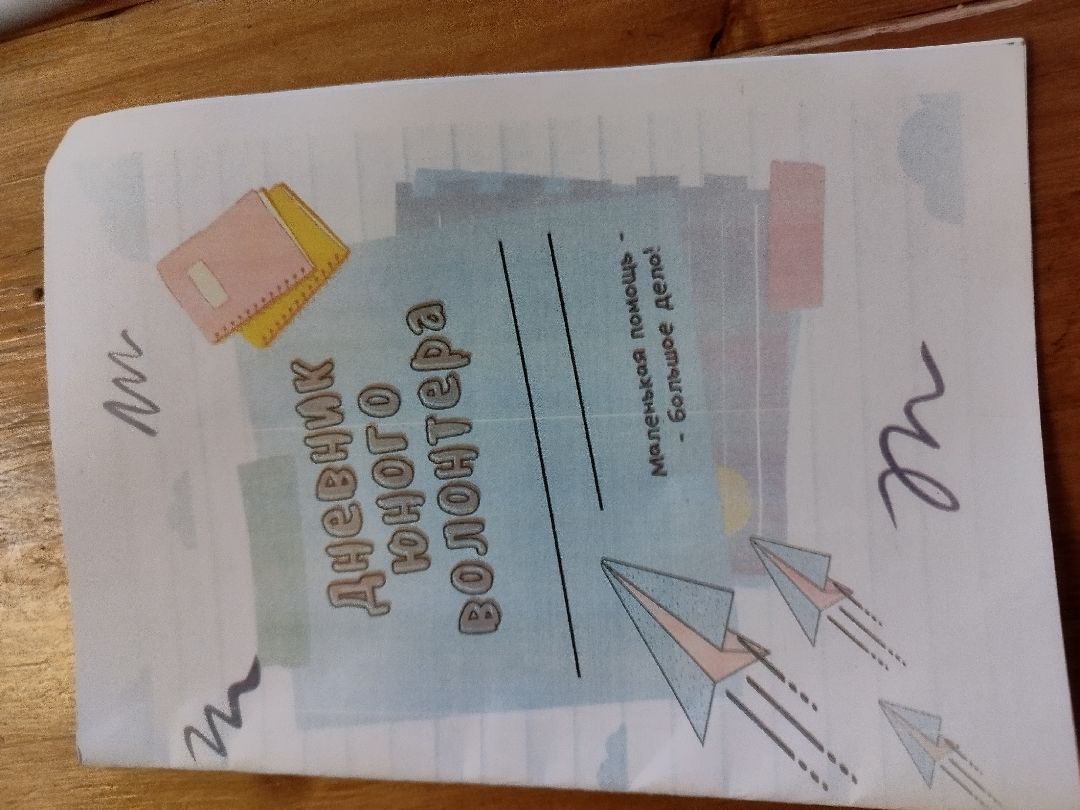 Дневник
юного
волонтера
Маленькая помощь -
- большое дело!